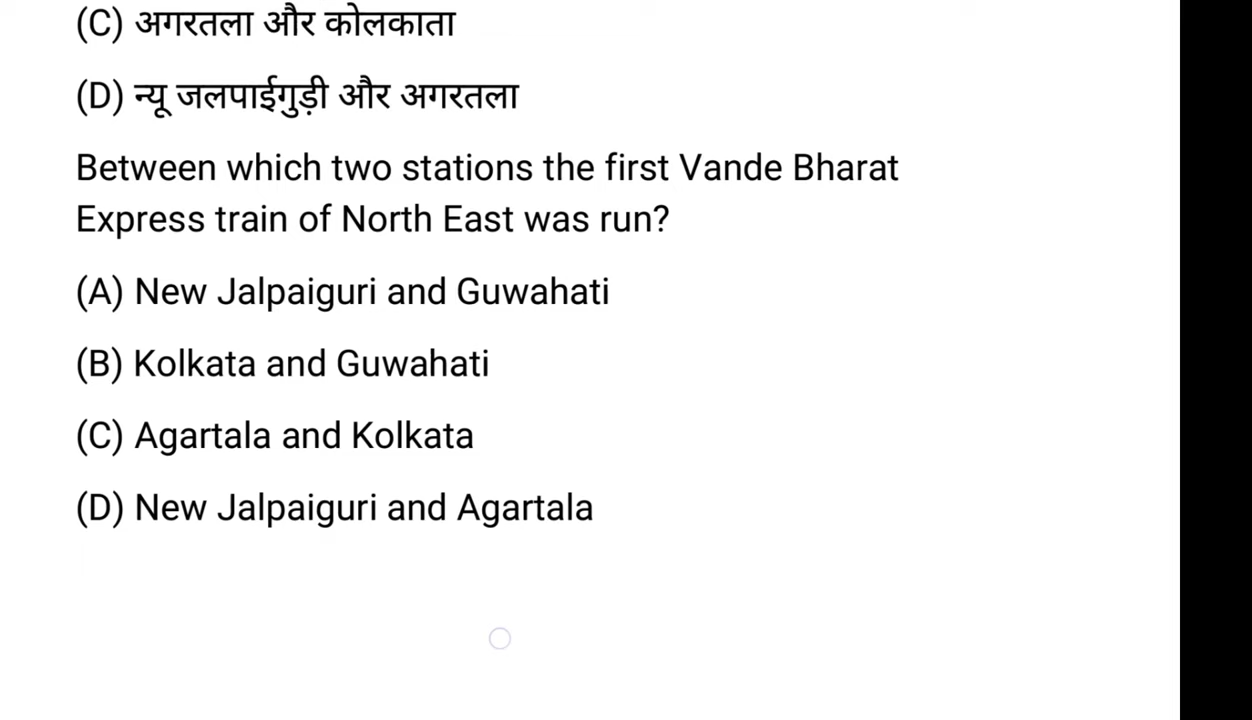 (C) अगरतला और कोलकाता
(D) न्यू जलपाईगुड़ी और अगरतला
Between which two stations the first Vande Bharat
Express train of North East was run?
(A) New Jalpaiguri and Guwahati
(B) Kolkata and Guwahati
(C) Agartala and Kolkata
(D) New Jalpaiguri and Agartala